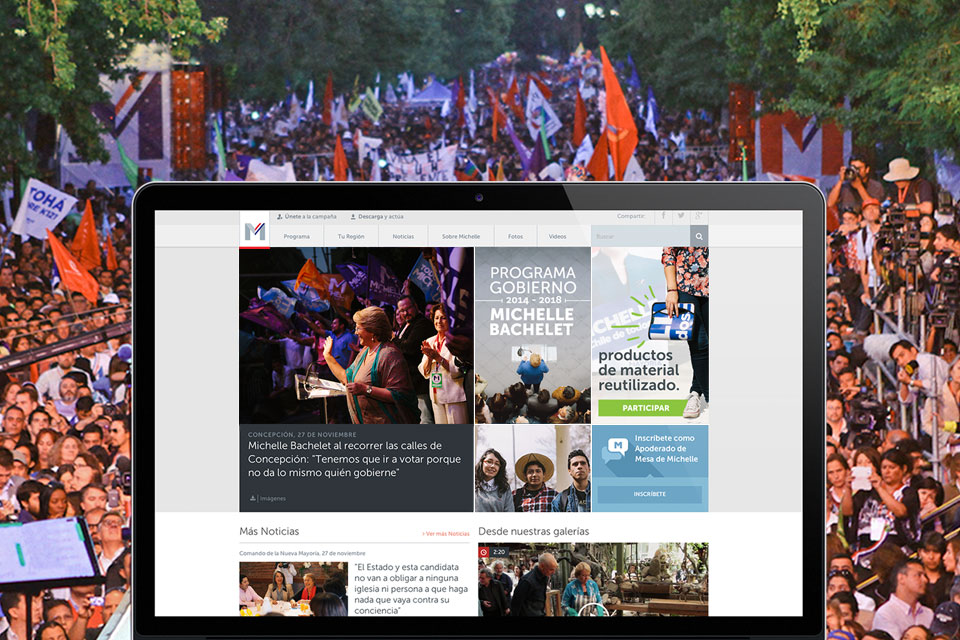 TOHÁ
M
Únete a la campaña
Descarga y actúa
Compartir:
f
g+
Programa
Tu Región
Noticias
Sobre Michelle
Fotos
Videos
Buscar
PROGRAMA
GOBIERNO
2014 - 2018
MICHELLE
BACHELET
productos
de material
reutilizado.
PARTICIPAR
CONCEPCIÓN, 27 DE NOVIEMBRE
Michelle Bachelet al recorrer las calles de
Concepción: "Tenemos que ir a votar porque
no da lo mismo quién gobierne"
Imágenes
M
Inscríbete como
Apoderado de
Mesa de Michelle
INSCRÍBETE
Más Noticias
Ver más Noticias
Comando de la Nueva Mayoría, 27 de noviembre
"El Estado y esta candidata
no van a obligar a ninguna
iglesia ni persona a que haga
nada que vaya contra su
conciencia"
Desde nuestras galerías
2:20